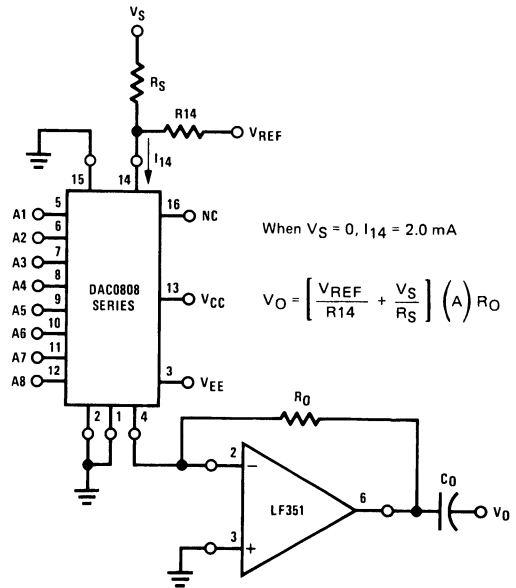 VS
RS
R14
VREF
I14
15
14
A1 5
A2 6
A3 7
A4 8
A5 9
A6 10
A7 11
A8 12
DAC0808
SERIES
16 NC
13 VCC
3 VEE
2 1 4
When VS = 0, I14 = 2.0 mA
VO = [VREF/R14 + VS/RS] (A) RO
RO
2
−
LF351
6
3
+
CO
VO